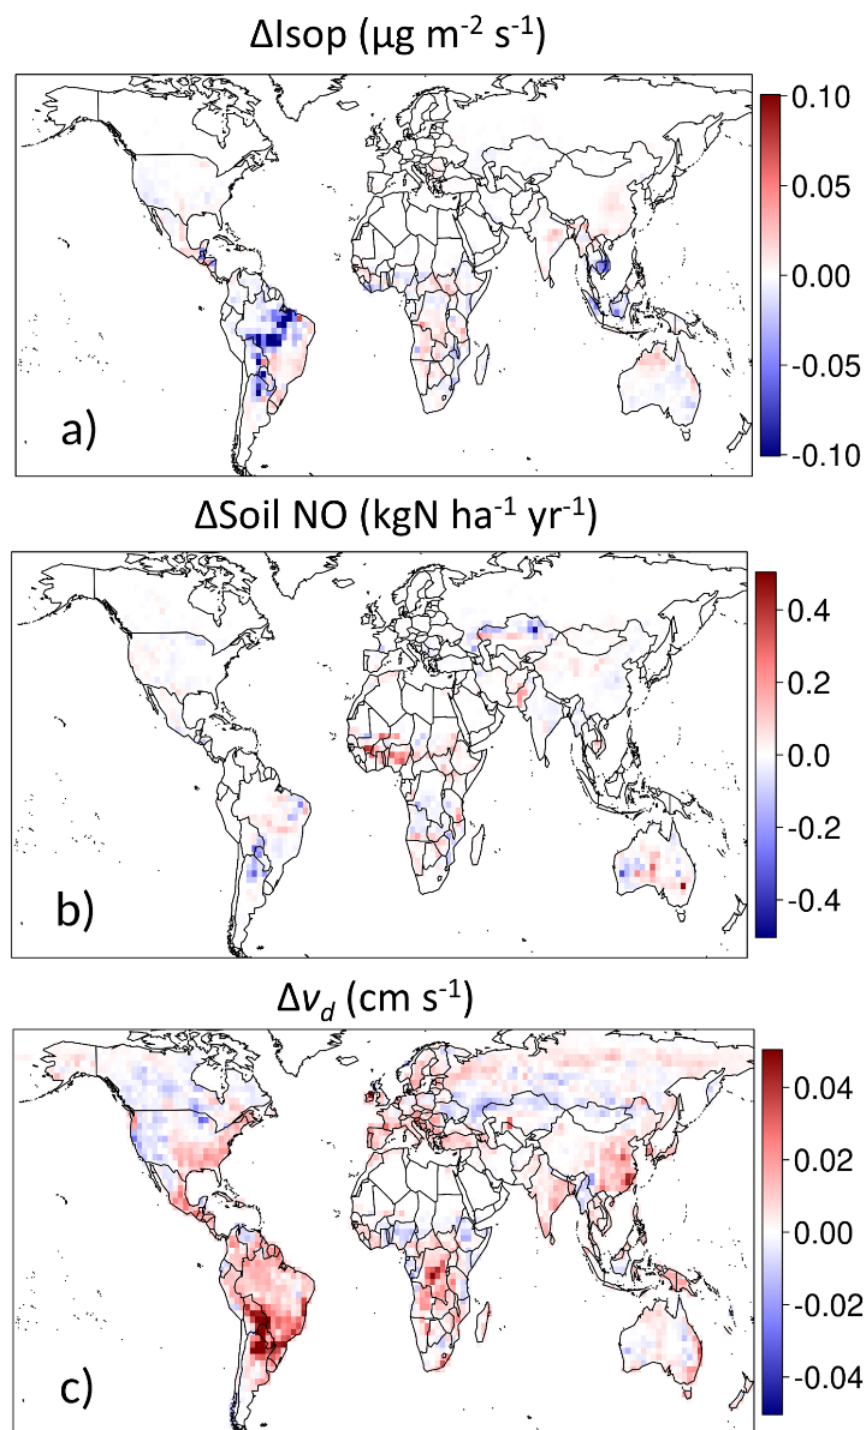 ΔIsop (µg m⁻² s⁻¹)
0.10
0.05
0.00
-0.05
-0.10
a)
ΔSoil NO (kgN ha⁻¹ yr⁻¹)
0.4
0.2
0.0
-0.2
-0.4
b)
Δv_d (cm s⁻¹)
0.04
0.02
0.00
-0.02
-0.04
c)